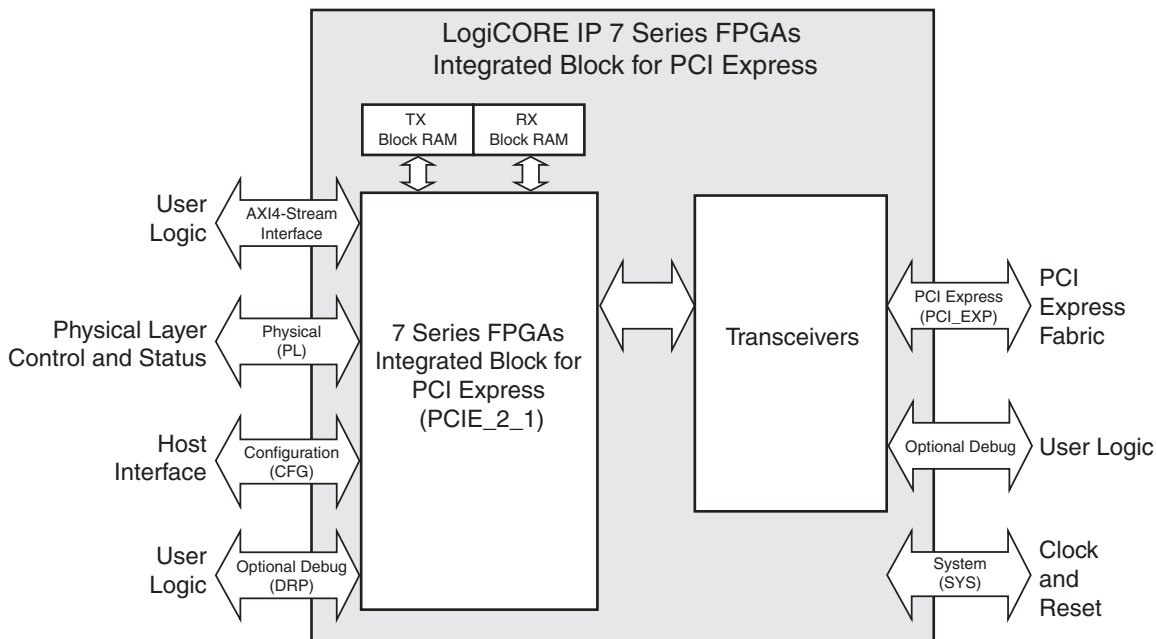 LogiCORE IP 7 Series FPGAs
Integrated Block for PCI Express
TX
Block RAM
RX
Block RAM
User
Logic
AXI4-Stream
Interface
Physical Layer
Control and Status
Physical
(PL)
Host
Interface
Configuration
(CFG)
User
Logic
Optional Debug
(DRP)
7 Series FPGAs
Integrated Block for
PCI Express
(PCIE_2_1)
Transceivers
PCI Express
(PCI_EXP)
PCI
Express
Fabric
Optional Debug
User Logic
System
(SYS)
Clock
and
Reset